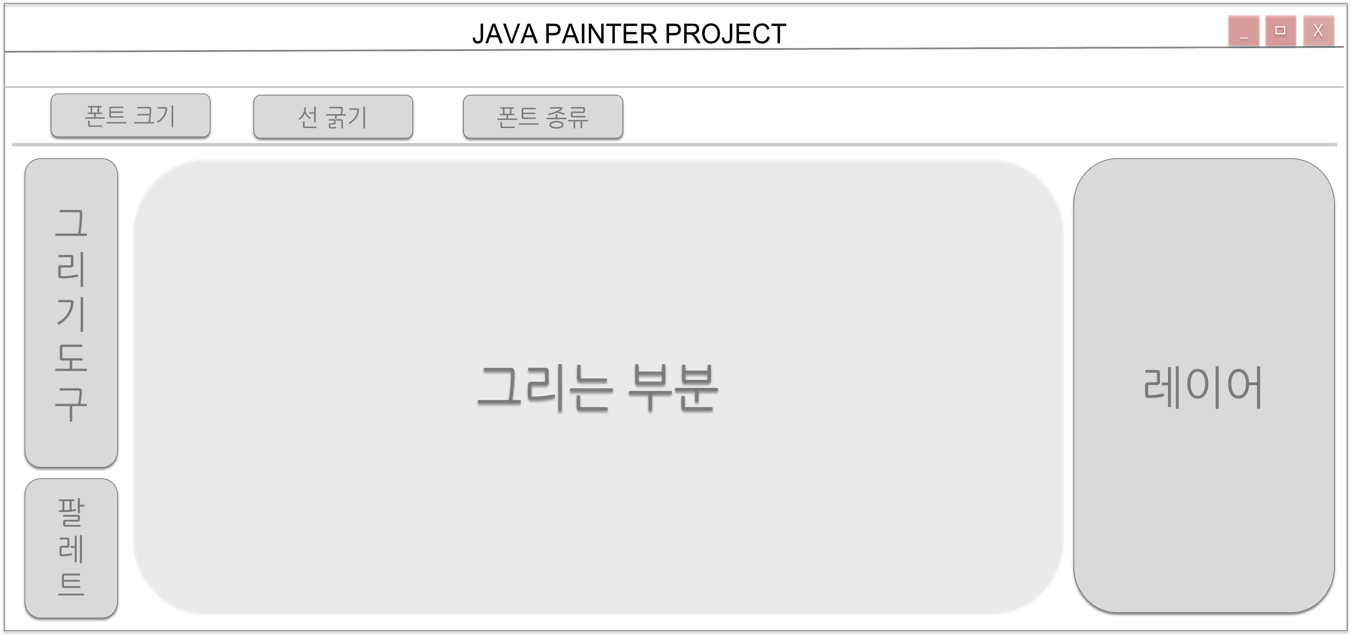 JAVA PAINTER PROJECT
_ ㅁ X
폰트 크기
선 굵기
폰트 종류
그
리
기
도
구
그리는 부분
레이어
팔
레
트